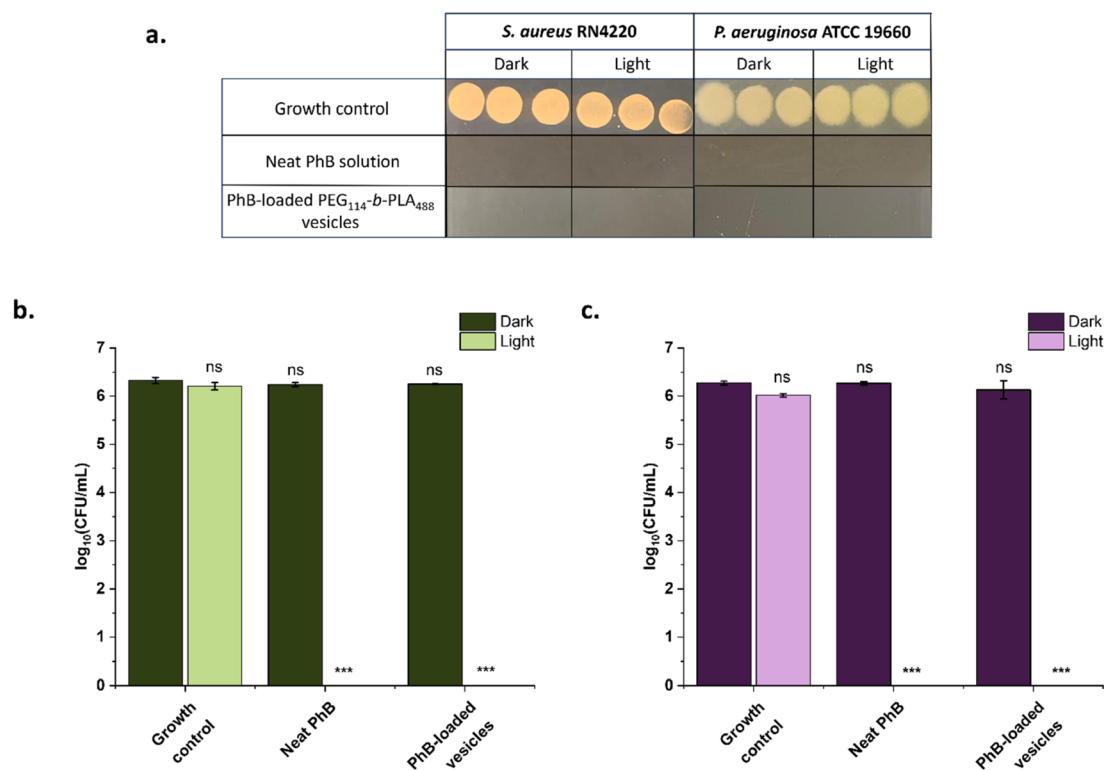 a.
S. aureus RN4220
P. aeruginosa ATCC 19660
Dark
Light
Dark
Light
Growth control
Neat PhB solution
PhB-loaded PEG₁₁₄-b-PLA₄₈₈
vesicles
b.
Dark
Light
7
6
5
4
3
2
1
0
log₁₀(CFU/mL)
ns
ns
***
ns
***
Growth
control
Neat PhB
PhB-loaded
vesicles
c.
Dark
Light
7
6
5
4
3
2
1
0
log₁₀(CFU/mL)
ns
ns
***
ns
***
Growth
control
Neat PhB
PhB-loaded
vesicles